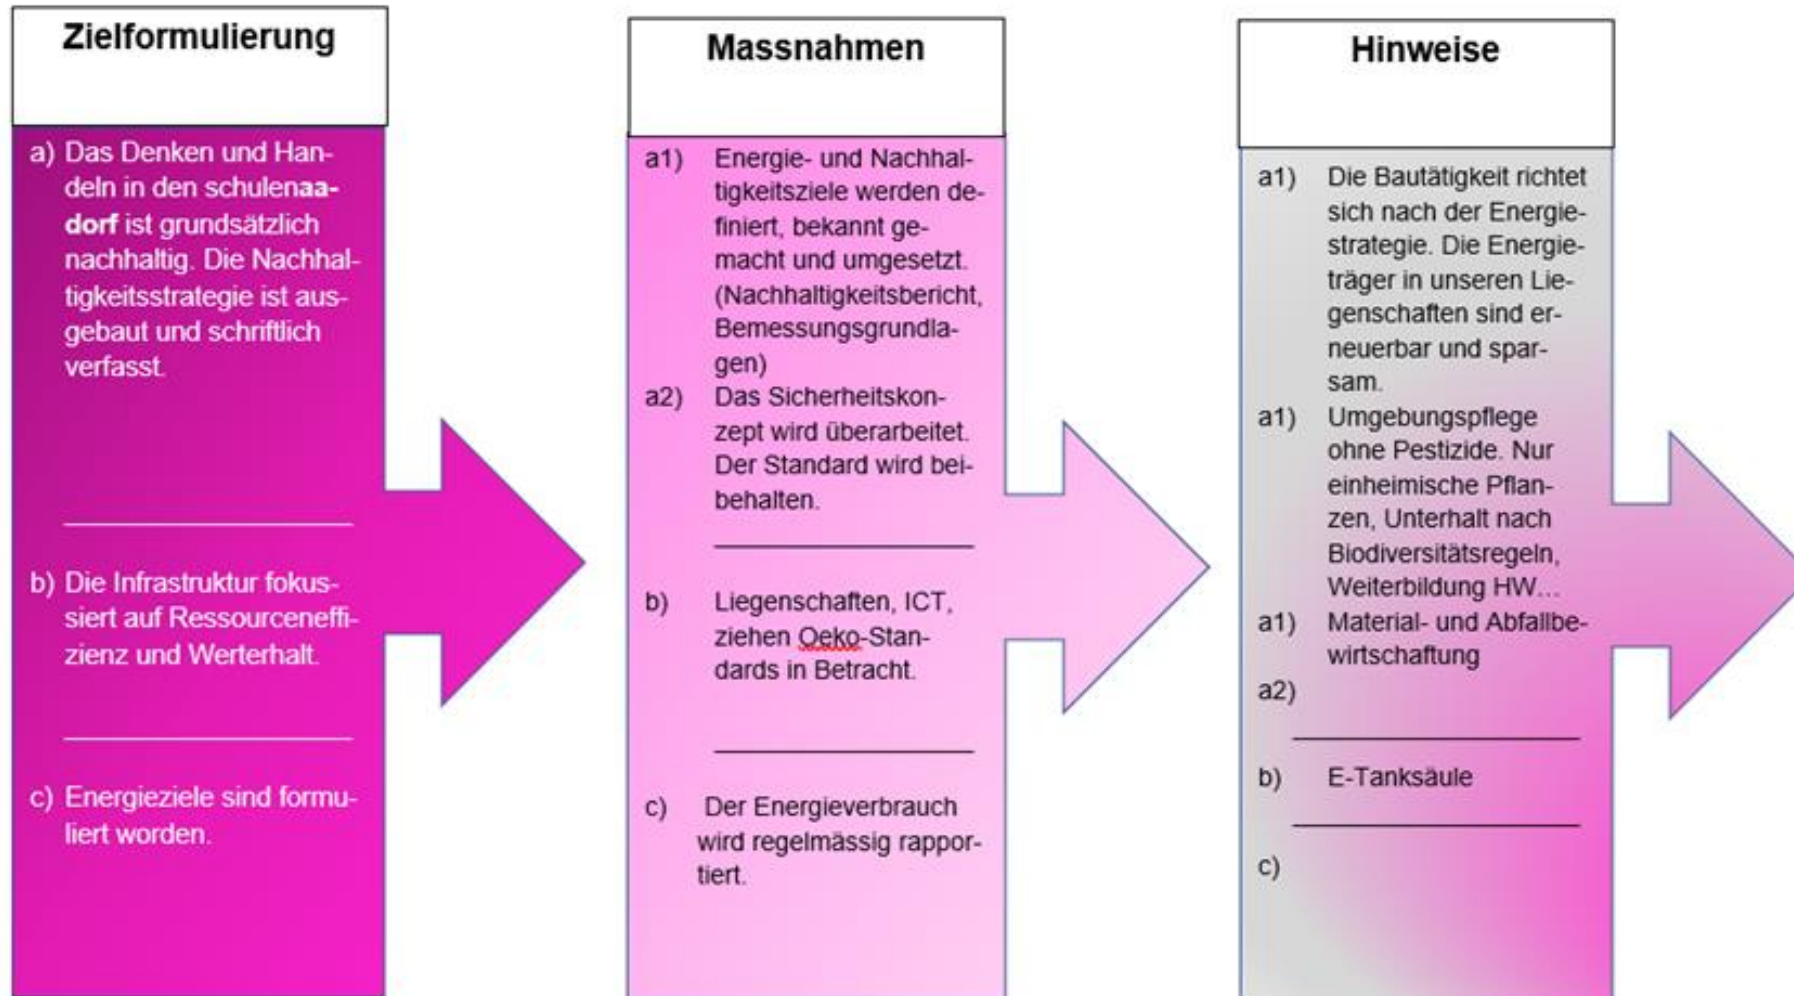 Zielformulierung
a) Das Denken und Han-
deln in den schulenaa-
dorf ist grundsätzlich
nachhaltig. Die Nachhal-
tigkeitsstrategie ist aus-
gebaut und schriftlich
verfasst.
b) Die Infrastruktur fokus-
siert auf Ressourceneffi-
zienz und Werterhalt.
c) Energieziele sind formu-
liert worden.
Massnahmen
a1) Energie- und Nachhal-
tigkeitsziele werden de-
finiert, bekannt ge-
macht und umgesetzt.
(Nachhaltigkeitsbericht,
Bemessungsgrundla-
gen)
a2) Das Sicherheitskon-
zept wird überarbeitet.
Der Standard wird bei-
behalten.
b) Liegenschaften, ICT,
ziehen Oeko-Stan-
dards in Betracht.
c) Der Energieverbrauch
wird regelmässig rappor-
tiert.
Hinweise
a1) Die Bautätigkeit richtet
sich nach der Energie-
strategie. Die Energie-
träger in unseren Lie-
genschaften sind er-
neuerbar und spar-
sam.
a1) Umgebungspflege
ohne Pestizide. Nur
einheimische Pflan-
zen, Unterhalt nach
Biodiversitätsregeln,
Weiterbildung HW…
a1) Material- und Abfallbe-
wirtschaftung
a2)
b) E-Tanksäule
c)